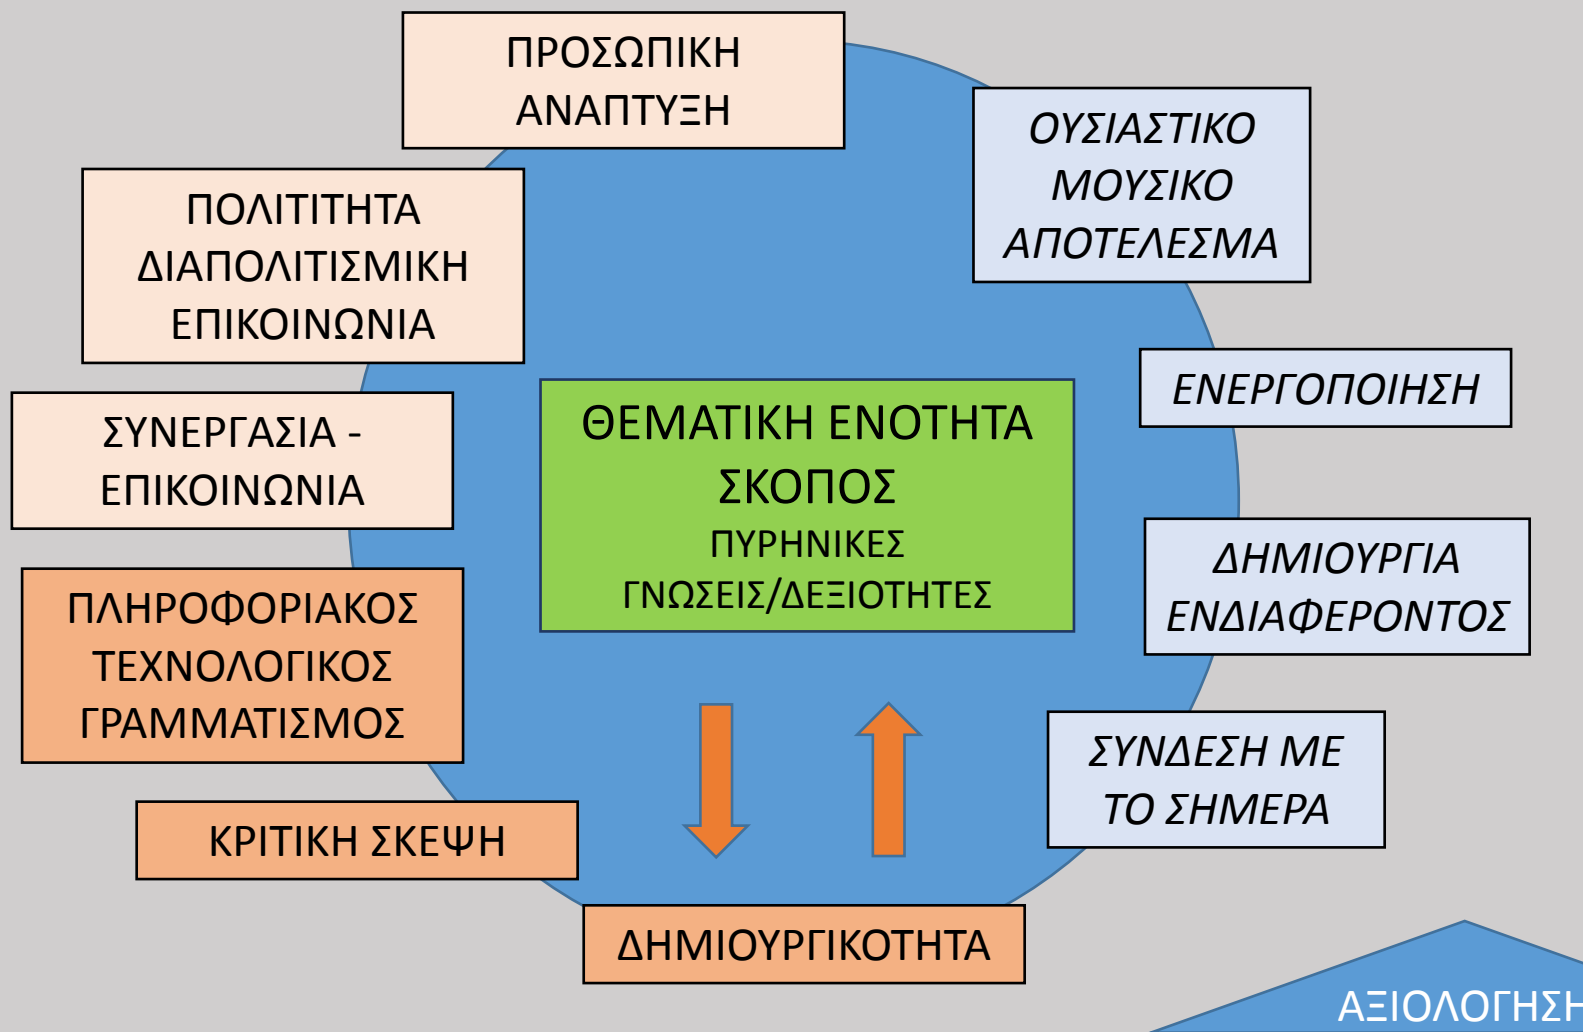 ΠΡΟΣΩΠΙΚΗ
ΑΝΑΠΤΥΞΗ
ΟΥΣΙΑΣΤΙΚΟ
ΜΟΥΣΙΚΟ
ΑΠΟΤΕΛΕΣΜΑ
ΠΟΛΙΤΙΤΗΤΑ
ΔΙΑΠΟΛΙΤΙΣΜΙΚΗ
ΕΠΙΚΟΙΝΩΝΙΑ
ΕΝΕΡΓΟΠΟΙΗΣΗ
ΣΥΝΕΡΓΑΣΙΑ -
ΕΠΙΚΟΙΝΩΝΙΑ
ΘΕΜΑΤΙΚΗ ΕΝΟΤΗΤΑ
ΣΚΟΠΟΣ
ΠΥΡΗΝΙΚΕΣ
ΓΝΩΣΕΙΣ/ΔΕΞΙΟΤΗΤΕΣ
ΔΗΜΙΟΥΡΓΙΑ
ΕΝΔΙΑΦΕΡΟΝΤΟΣ
ΠΛΗΡΟΦΟΡΙΑΚΟΣ
ΤΕΧΝΟΛΟΓΙΚΟΣ
ΓΡΑΜΜΑΤΙΣΜΟΣ
ΣΥΝΔΕΣΗ ΜΕ
ΤΟ ΣΗΜΕΡΑ
ΚΡΙΤΙΚΗ ΣΚΕΨΗ
ΔΗΜΙΟΥΡΓΙΚΟΤΗΤΑ
ΑΞΙΟΛΟΓΗΣΗ